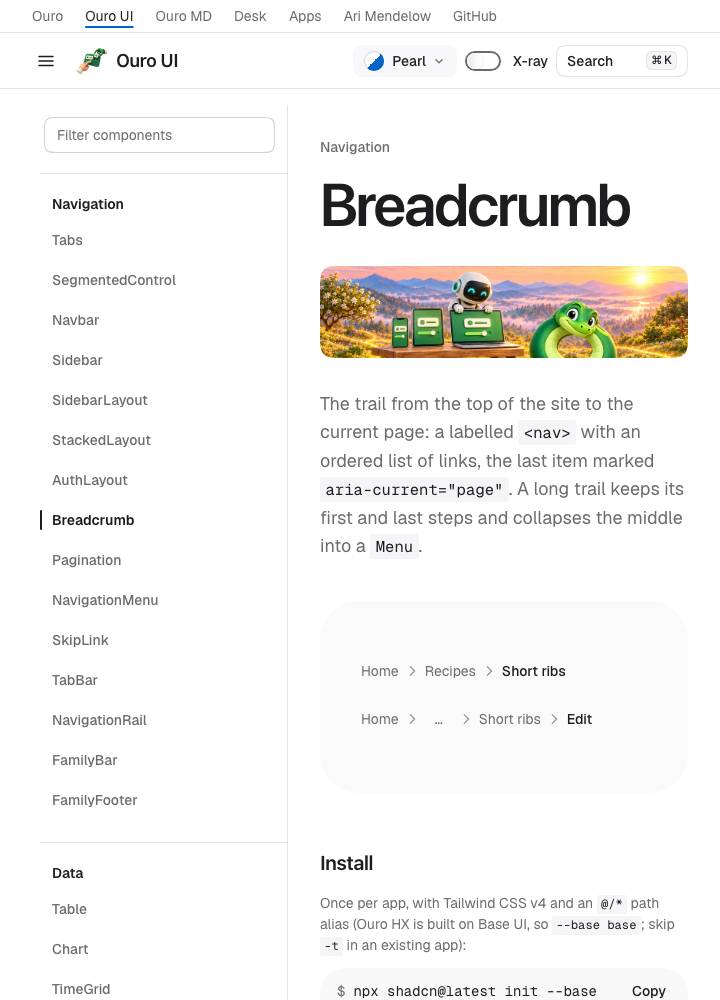 Ouro Ouro UI Ouro MD Desk Apps Ari Mendelow GitHub
Ouro UI Pearl X-ray Search ⌘ K
Filter components
Navigation
Tabs
SegmentedControl
Navbar
Sidebar
SidebarLayout
StackedLayout
AuthLayout
Breadcrumb
Pagination
NavigationMenu
SkipLink
TabBar
NavigationRail
FamilyBar
FamilyFooter
Data
Table
Chart
TimeGrid
Navigation
Breadcrumb
The trail from the top of the site to the
current page: a labelled <nav> with an
ordered list of links, the last item marked
aria-current="page". A long trail keeps its
first and last steps and collapses the middle
into a Menu.
Home Recipes Short ribs
Home … Short ribs Edit
Install
Once per app, with Tailwind CSS v4 and an @/* path
alias (Ouro HX is built on Base UI, so --base base; skip
-t in an existing app):
$ npx shadcn@latest init --base Copy